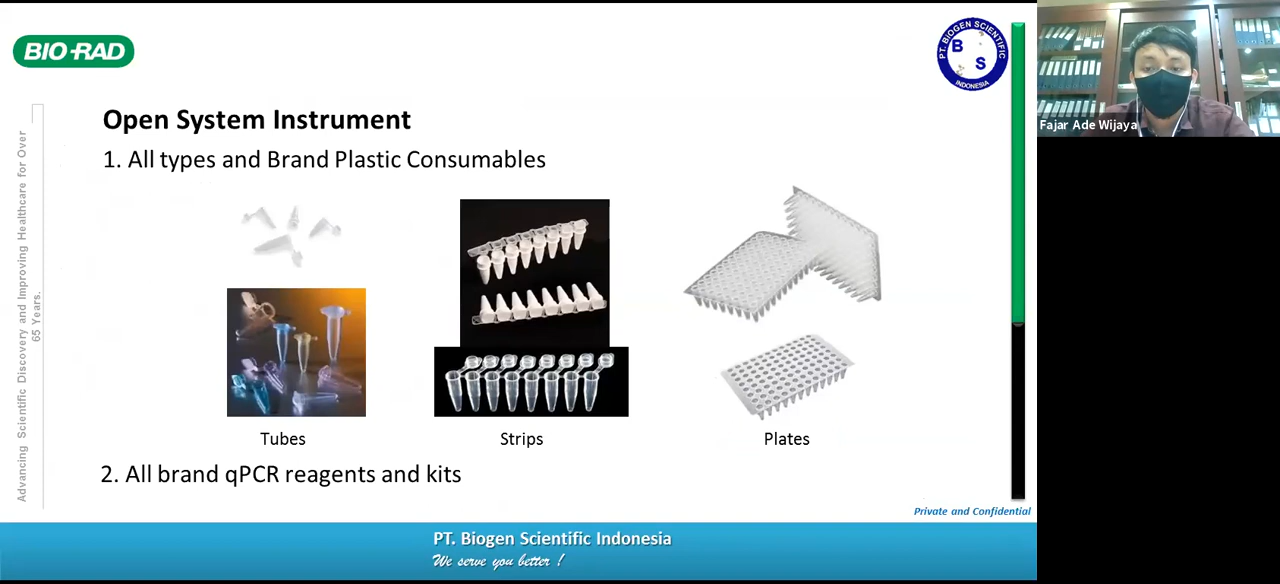 BIO-RAD
PT. BIOGEN SCIENTIFIC
B S
INDONESIA
Fajar Ade Wijaya
Advancing Scientific Discovery and Improving Healthcare for Over
65 Years.
Open System Instrument
1. All types and Brand Plastic Consumables
Tubes
Strips
Plates
2. All brand qPCR reagents and kits
Private and Confidential
PT. Biogen Scientific Indonesia
We serve you better !